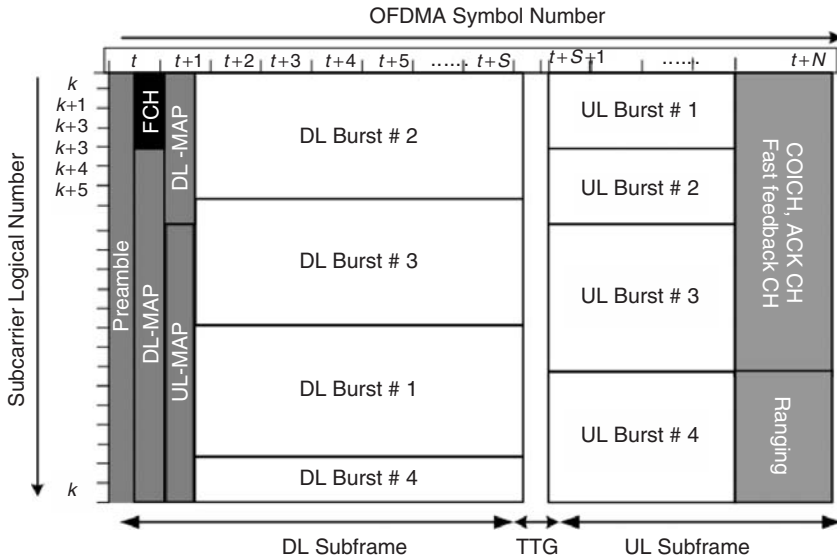 OFDMA Symbol Number
t t+1 t+2 t+3 t+4 t+5 ...... t+S t+S+1 ...... t+N
Subcarrier Logical Number
k
k+1
k+3
k+3
k+4
k+5
k
Preamble
FCH
DL-MAP
DL -MAP
UL-MAP
DL Burst # 2
DL Burst # 3
DL Burst # 1
DL Burst # 4
UL Burst # 1
UL Burst # 2
UL Burst # 3
UL Burst # 4
COICH, ACK CH
Fast feedback CH
Ranging
DL Subframe TTG UL Subframe